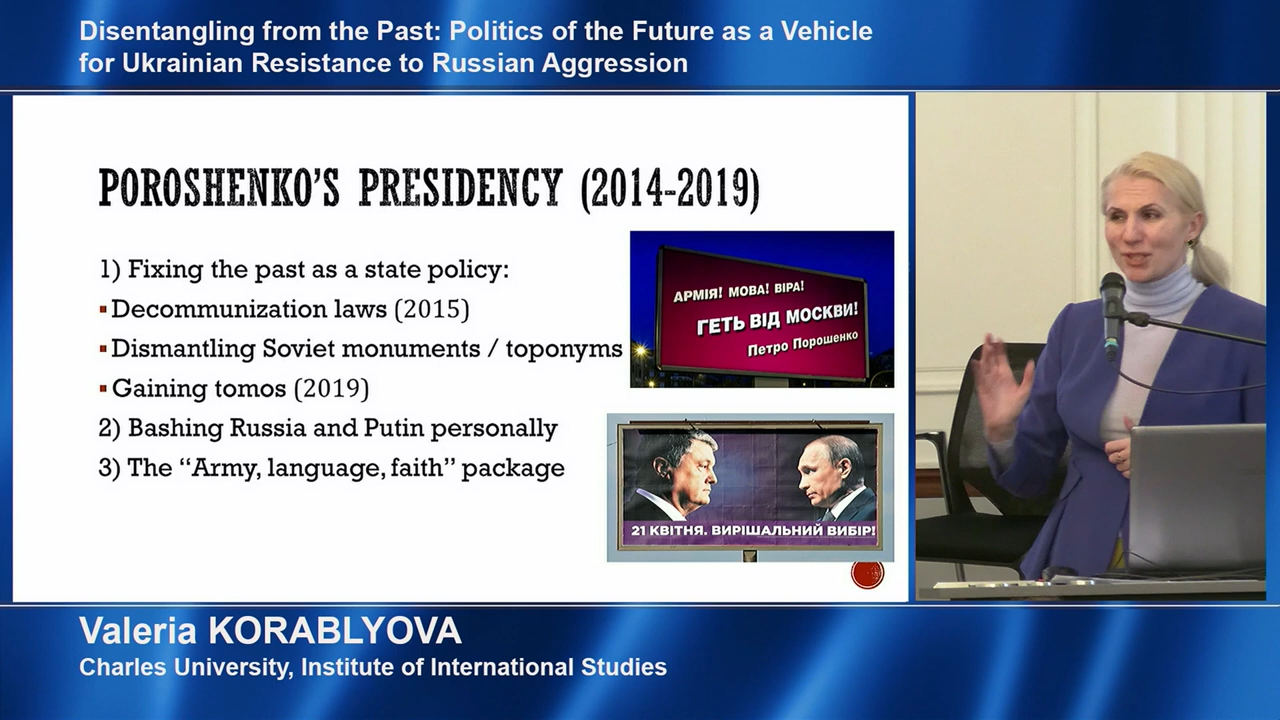 Disentangling from the Past: Politics of the Future as a Vehicle
for Ukrainian Resistance to Russian Aggression
POROSHENKO'S PRESIDENCY (2014-2019)
1) Fixing the past as a state policy:
Decommunization laws (2015)
Dismantling Soviet monuments / toponyms
Gaining tomos (2019)
2) Bashing Russia and Putin personally
3) The “Army, language, faith” package
АРМІЯ! МОВА! ВІРА!
ГЕТЬ ВІД МОСКВИ!
Петро Порошенко
21 КВІТНЯ. ВИРІШАЛЬНИЙ ВИБІР!
Valeria KORABLYOVA
Charles University, Institute of International Studies